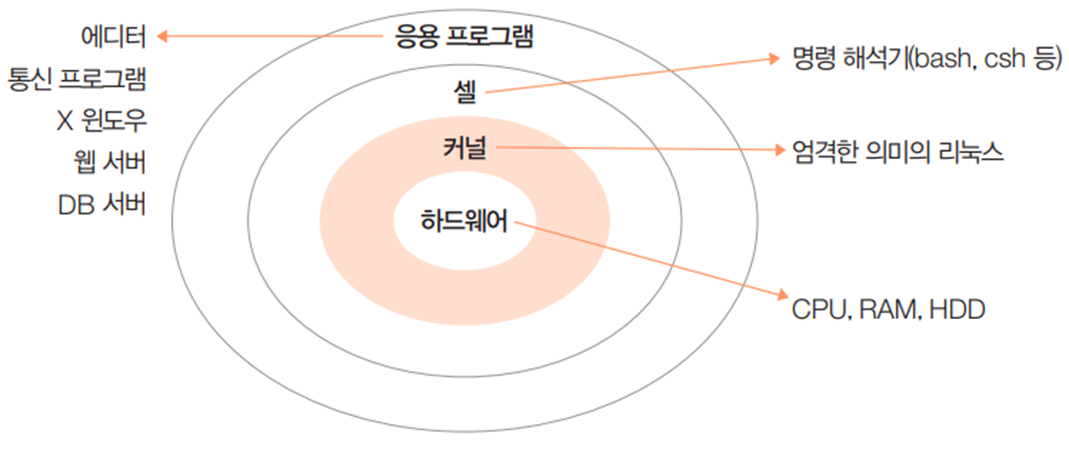 에디터
통신 프로그램
X 윈도우
웹 서버
DB 서버
응용 프로그램
셀
커널
하드웨어
명령 해석기(bash, csh 등)
엄격한 의미의 리눅스
CPU, RAM, HDD